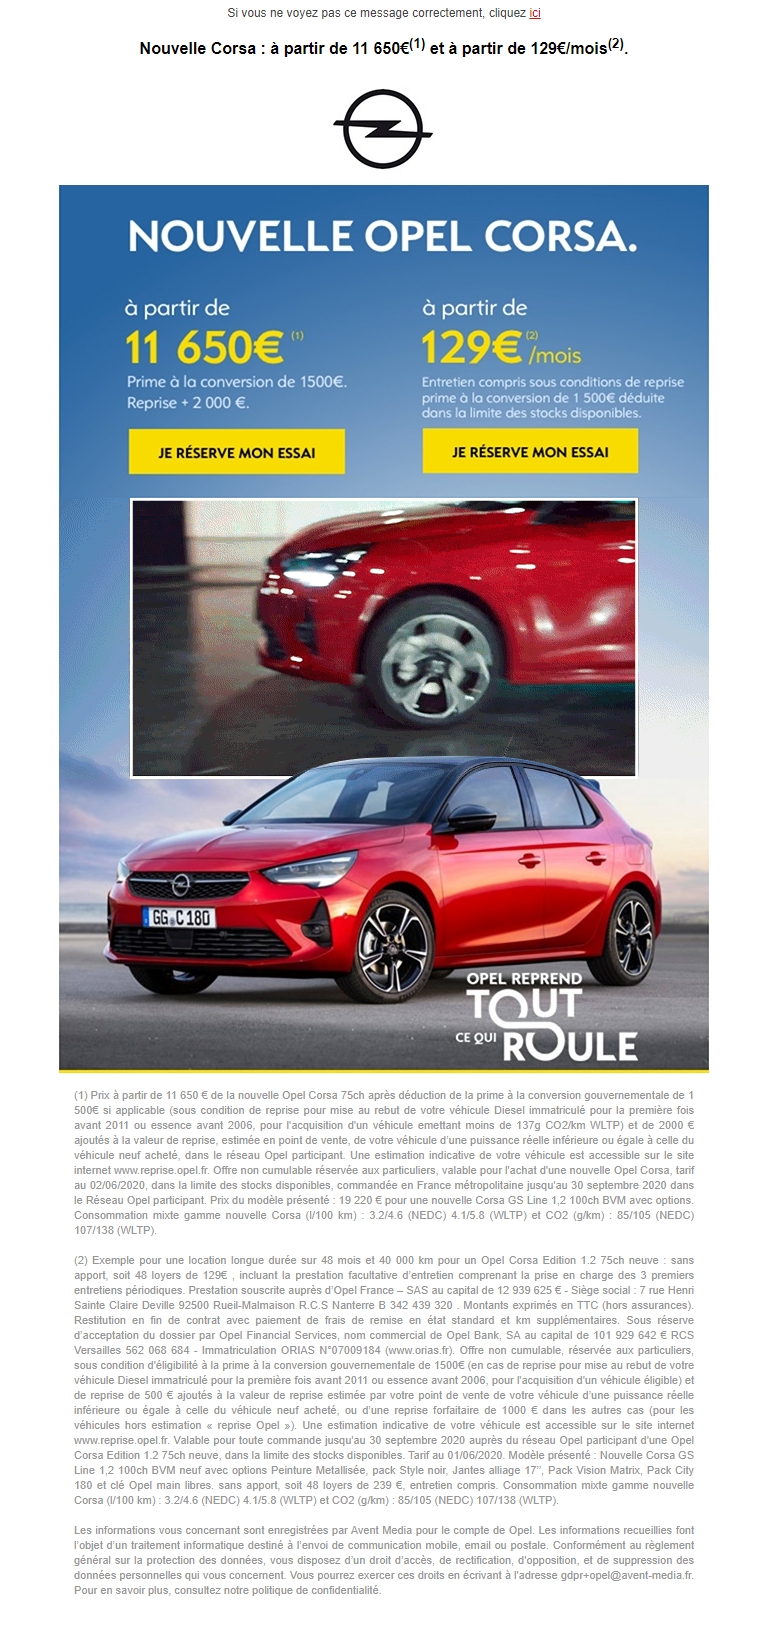 Si vous ne voyez pas ce message correctement, cliquez ici
Nouvelle Corsa : à partir de 11 650€(1) et à partir de 129€/mois(2).
NOUVELLE OPEL CORSA.
à partir de
11 650€ (1)
Prime à la conversion de 1500€.
Reprise + 2 000 €.
JE RÉSERVE MON ESSAI
à partir de
129€(2)/mois
Entretien compris sous conditions de reprise
prime à la conversion de 1 500€ déduite
dans la limite des stocks disponibles.
JE RÉSERVE MON ESSAI
GG C 180
OPEL REPREND
TOUT
CE QUI ROULE
(1) Prix à partir de 11 650 € de la nouvelle Opel Corsa 75ch après déduction de la prime à la conversion gouvernementale de 1
500€ si applicable (sous condition de reprise pour mise au rebut de votre véhicule Diesel immatriculé pour la première fois
avant 2011 ou essence avant 2006, pour l'acquisition d'un véhicule emettant moins de 137g CO2/km WLTP) et de 2000 €
ajoutés à la valeur de reprise, estimée en point de vente, de votre véhicule d'une puissance réelle inférieure ou égale à celle du
véhicule neuf acheté, dans le réseau Opel participant. Une estimation indicative de votre véhicule est accessible sur le site
internet www.reprise.opel.fr. Offre non cumulable réservée aux particuliers, valable pour l'achat d'une nouvelle Opel Corsa, tarif
au 02/06/2020, dans la limite des stocks disponibles, commandée en France métropolitaine jusqu'au 30 septembre 2020 dans
le Réseau Opel participant. Prix du modèle présenté : 19 220 € pour une nouvelle Corsa GS Line 1,2 100ch BVM avec options.
Consommation mixte gamme nouvelle Corsa (l/100 km) : 3.2/4.6 (NEDC) 4.1/5.8 (WLTP) et CO2 (g/km) : 85/105 (NEDC)
107/138 (WLTP).
(2) Exemple pour une location longue durée sur 48 mois et 40 000 km pour un Opel Corsa Edition 1.2 75ch neuve : sans
apport, soit 48 loyers de 129€ , incluant la prestation facultative d'entretien comprenant la prise en charge des 3 premiers
entretiens périodiques. Prestation souscrite auprès d'Opel France – SAS au capital de 12 939 625 € - Siège social : 7 rue Henri
Sainte Claire Deville 92500 Rueil-Malmaison R.C.S Nanterre B 342 439 320 . Montants exprimés en TTC (hors assurances).
Restitution en fin de contrat avec paiement de frais de remise en état standard et km supplémentaires. Sous réserve
d'acceptation du dossier par Opel Financial Services, nom commercial de Opel Bank, SA au capital de 101 929 642 € RCS
Versailles 562 068 684 - Immatriculation ORIAS N°07009184 (www.orias.fr). Offre non cumulable, réservée aux particuliers,
sous condition d'éligibilité à la prime à la conversion gouvernementale de 1500€ (en cas de reprise pour mise au rebut de votre
véhicule Diesel immatriculé pour la première fois avant 2011 ou essence avant 2006, pour l'acquisition d'un véhicule éligible) et
de reprise de 500 € ajoutés à la valeur de reprise estimée par votre point de vente de votre véhicule d'une puissance réelle
inférieure ou égale à celle du véhicule neuf acheté, ou d'une reprise forfaitaire de 1000 € dans les autres cas (pour les
véhicules hors estimation « reprise Opel »). Une estimation indicative de votre véhicule est accessible sur le site internet
www.reprise.opel.fr. Valable pour toute commande jusqu'au 30 septembre 2020 auprès du réseau Opel participant d'une Opel
Corsa Edition 1.2 75ch neuve, dans la limite des stocks disponibles. Tarif au 01/06/2020. Modèle présenté : Nouvelle Corsa GS
Line 1,2 100ch BVM neuf avec options Peinture Metallisée, pack Style noir, Jantes alliage 17", Pack Vision Matrix, Pack City
180 et clé Opel main libres. sans apport, soit 48 loyers de 239 €, entretien compris. Consommation mixte gamme nouvelle
Corsa (l/100 km) : 3.2/4.6 (NEDC) 4.1/5.8 (WLTP) et CO2 (g/km) : 85/105 (NEDC) 107/138 (WLTP).
Les informations vous concernant sont enregistrées par Avent Media pour le compte de Opel. Les informations recueillies font
l'objet d'un traitement informatique destiné à l'envoi de communication mobile, email ou postale. Conformément au règlement
général sur la protection des données, vous disposez d'un droit d'accès, de rectification, d'opposition, et de suppression des
données personnelles qui vous concernent. Vous pourrez exercer ces droits en écrivant à l'adresse gdpr+opel@avent-media.fr.
Pour en savoir plus, consultez notre politique de confidentialité.